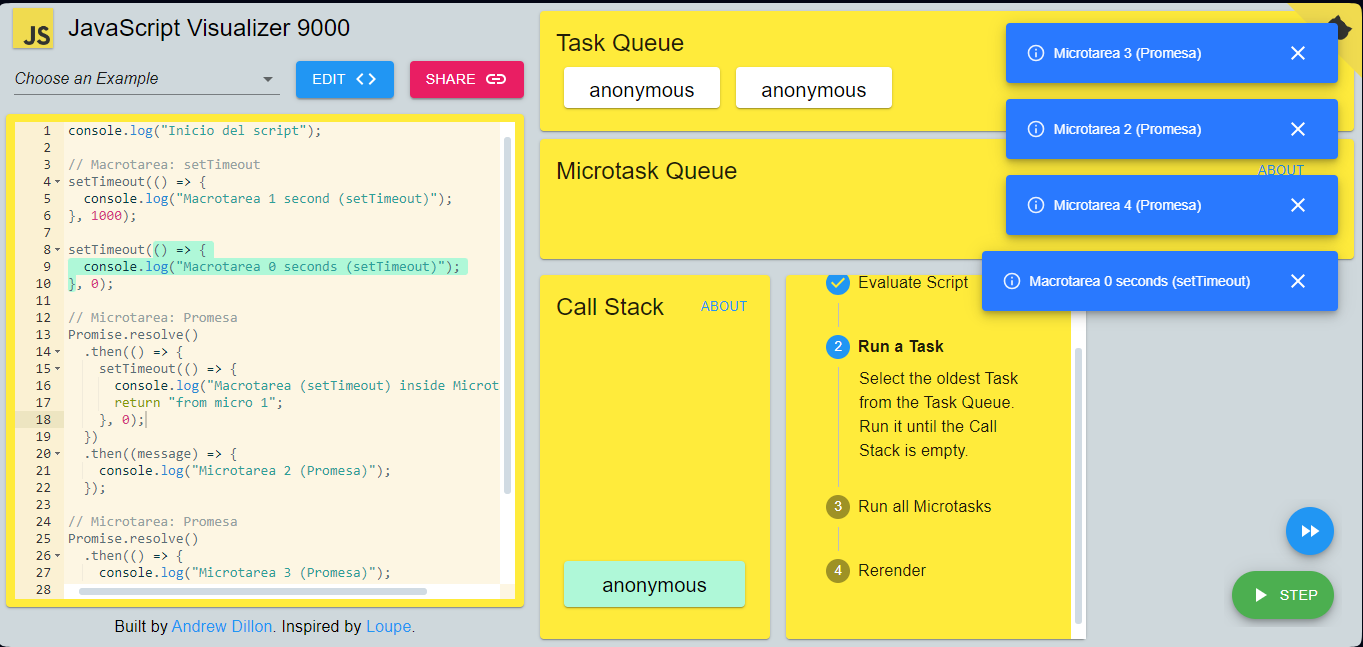 JS JavaScript Visualizer 9000
Choose an Example
EDIT
SHARE
1 console.log("Inicio del script");
2
3 // Macrotarea: setTimeout
4 setTimeout(() => {
5   console.log("Macrotarea 1 second (setTimeout)");
6 }, 1000);
7
8 setTimeout(() => {
9   console.log("Macrotarea 0 seconds (setTimeout)");
10 }, 0);
11
12 // Microtarea: Promesa
13 Promise.resolve()
14   .then(() => {
15     setTimeout(() => {
16       console.log("Macrotarea (setTimeout) inside Microt
17       return "from micro 1";
18     }, 0);
19   })
20   .then((message) => {
21     console.log("Microtarea 2 (Promesa)");
22   });
23
24 // Microtarea: Promesa
25 Promise.resolve()
26   .then(() => {
27     console.log("Microtarea 3 (Promesa)");
28
Built by Andrew Dillon. Inspired by Loupe.
Task Queue
anonymous
anonymous
Microtask Queue
ABOUT
Call Stack
ABOUT
anonymous
Evaluate Script
2 Run a Task
Select the oldest Task
from the Task Queue.
Run it until the Call
Stack is empty.
3 Run all Microtasks
4 Rerender
Microtarea 3 (Promesa)
Microtarea 2 (Promesa)
Microtarea 4 (Promesa)
Macrotarea 0 seconds (setTimeout)
STEP